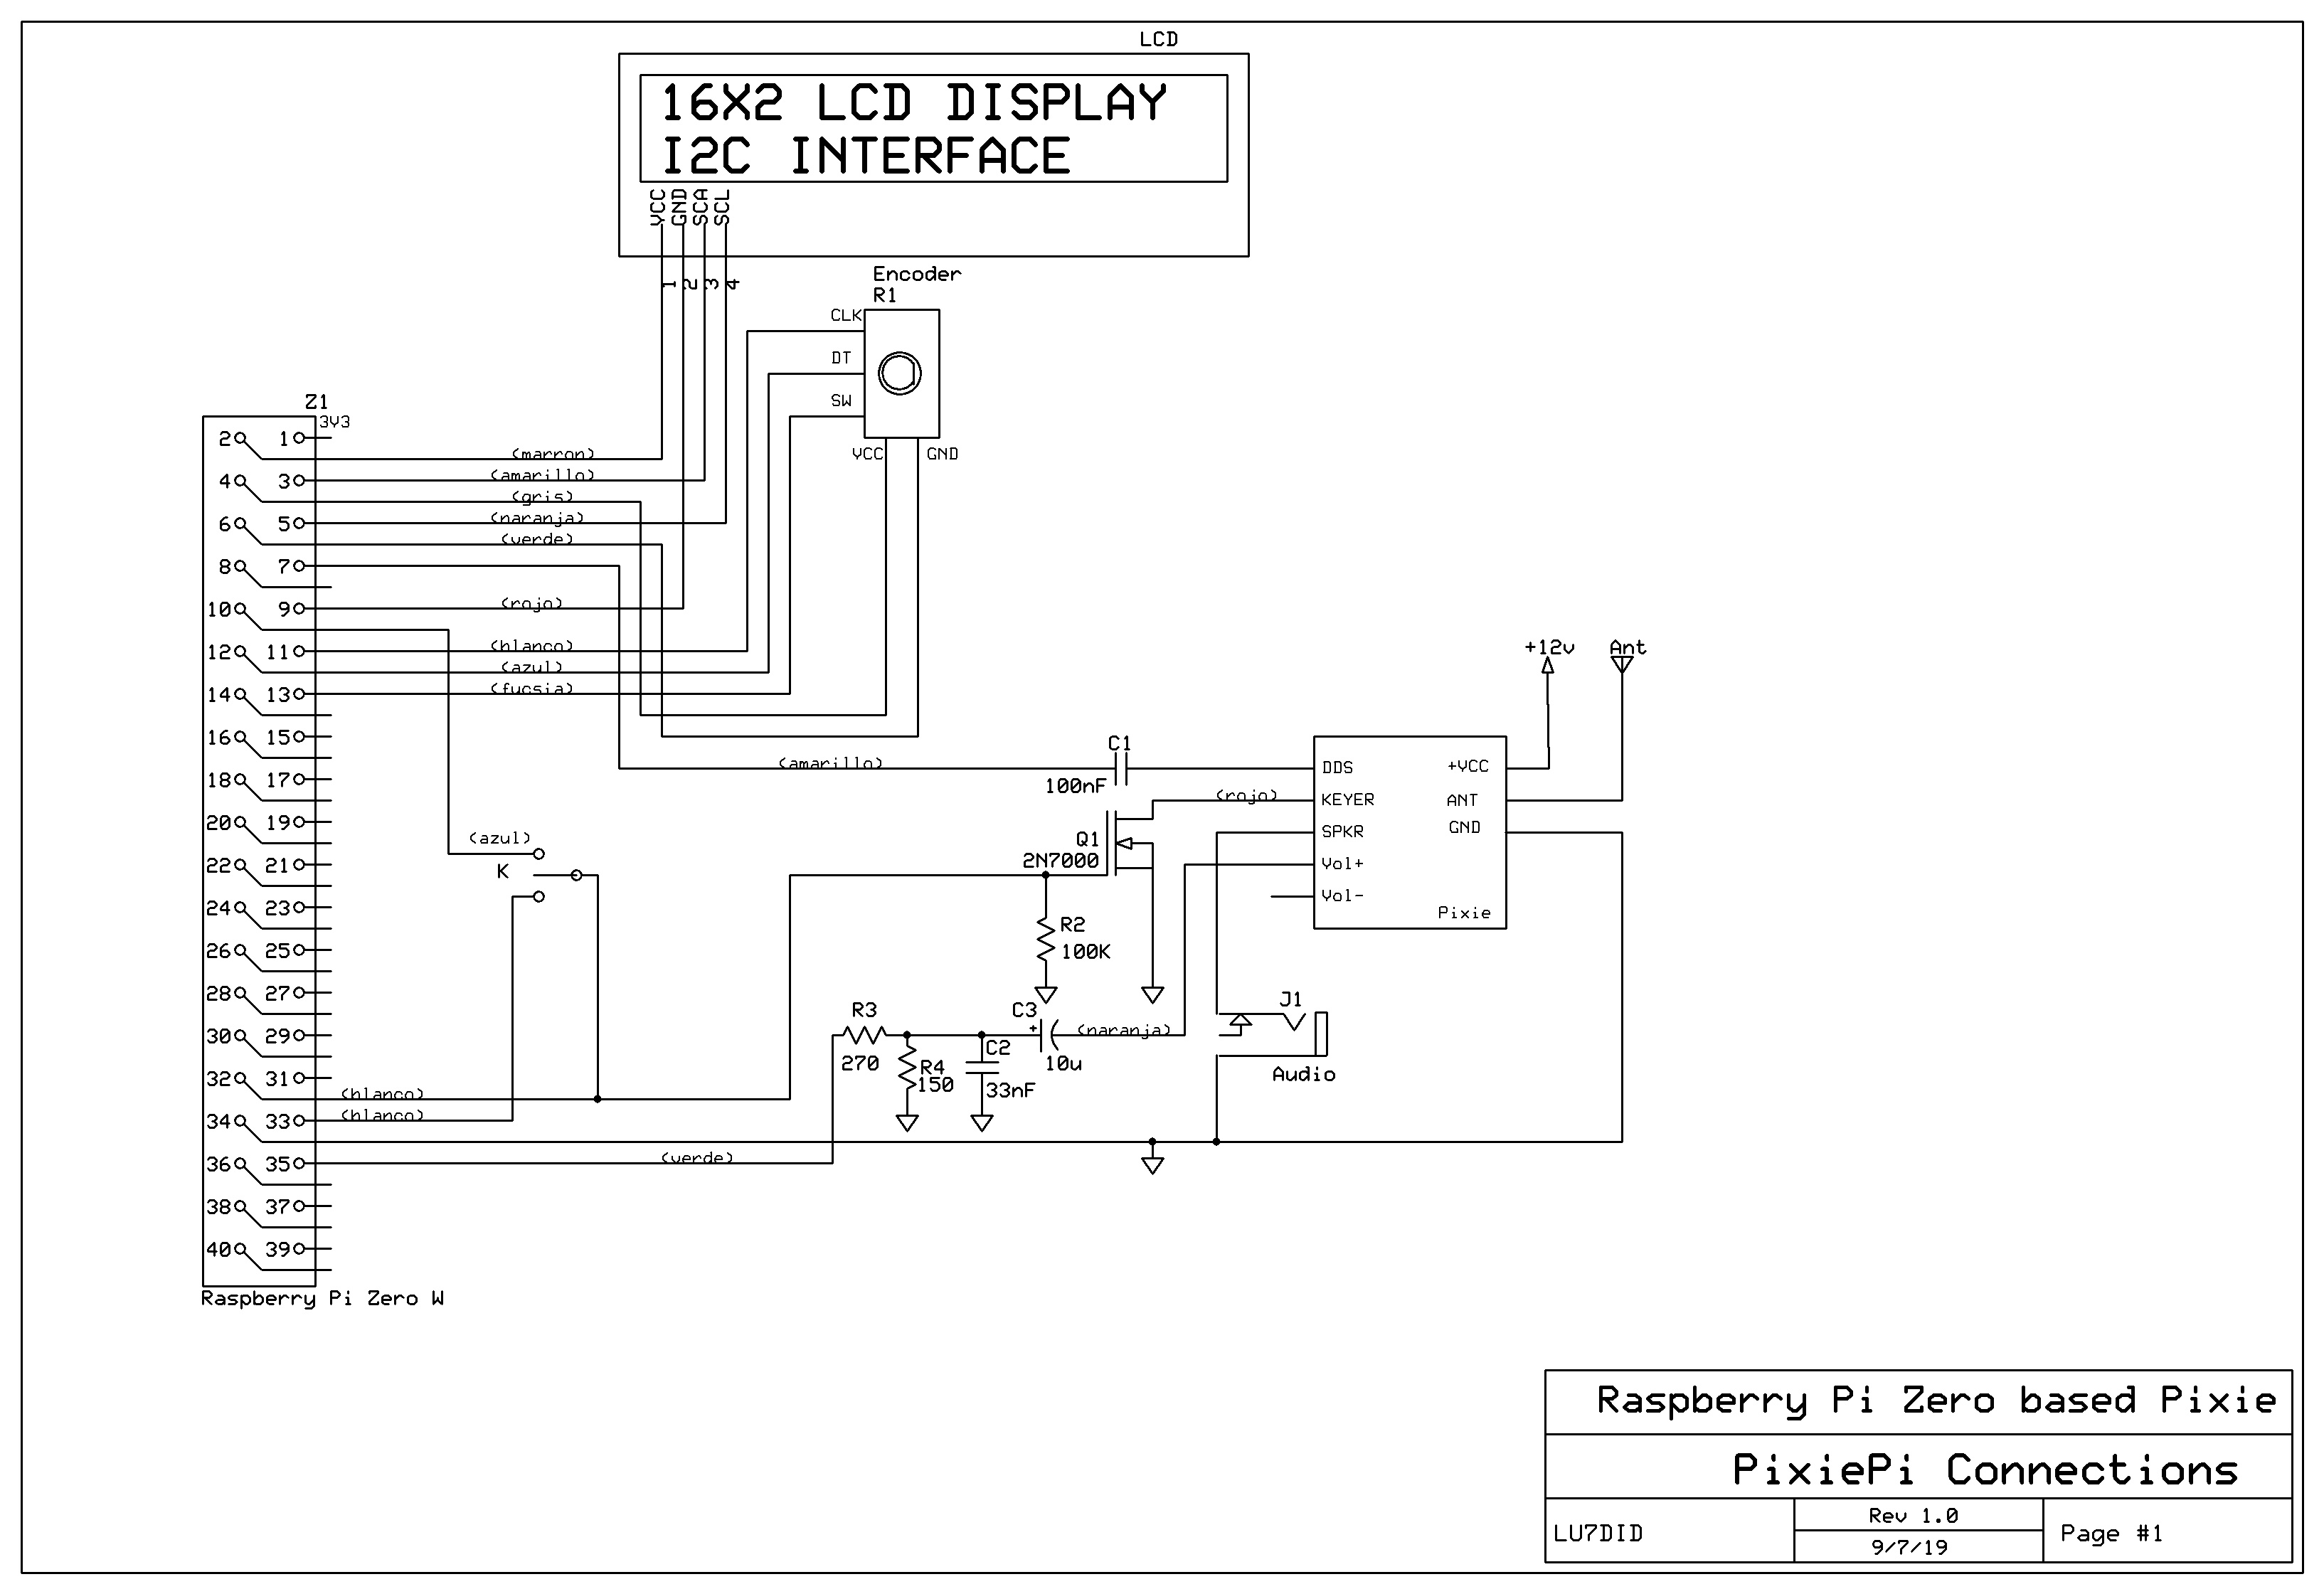 LCD
16X2 LCD DISPLAY
I2C INTERFACE
VCC
GND
SCA
SCL
1
2
3
4
Encoder
R1
CLK
DT
SW
VCC
GND
Z1
3V3
2 1
(marron)
4 3
(amarillo)
(gris)
6 5
(naranja)
(verde)
8 7
10 9
(rojo)
12 11
(blanco)
(azul)
14 13
(fucsia)
16 15
18 17
20 19
22 21
24 23
26 25
28 27
30 29
32 31
(blanco)
34 33
(blanco)
36 35
(verde)
38 37
40 39
Raspberry Pi Zero W
(azul)
K
(amarillo)
C1
100nF
(rojo)
Q1
2N7000
R2
100K
R3
270
R4
150
C2
33nF
C3
+
10u
(naranja)
+12v
Ant
DDS
KEYER
SPKR
Vol+
Vol-
+VCC
ANT
GND
Pixie
J1
Audio
Raspberry Pi Zero based Pixie
PixiePi Connections
LU7DID
Rev 1.0
9/7/19
Page #1